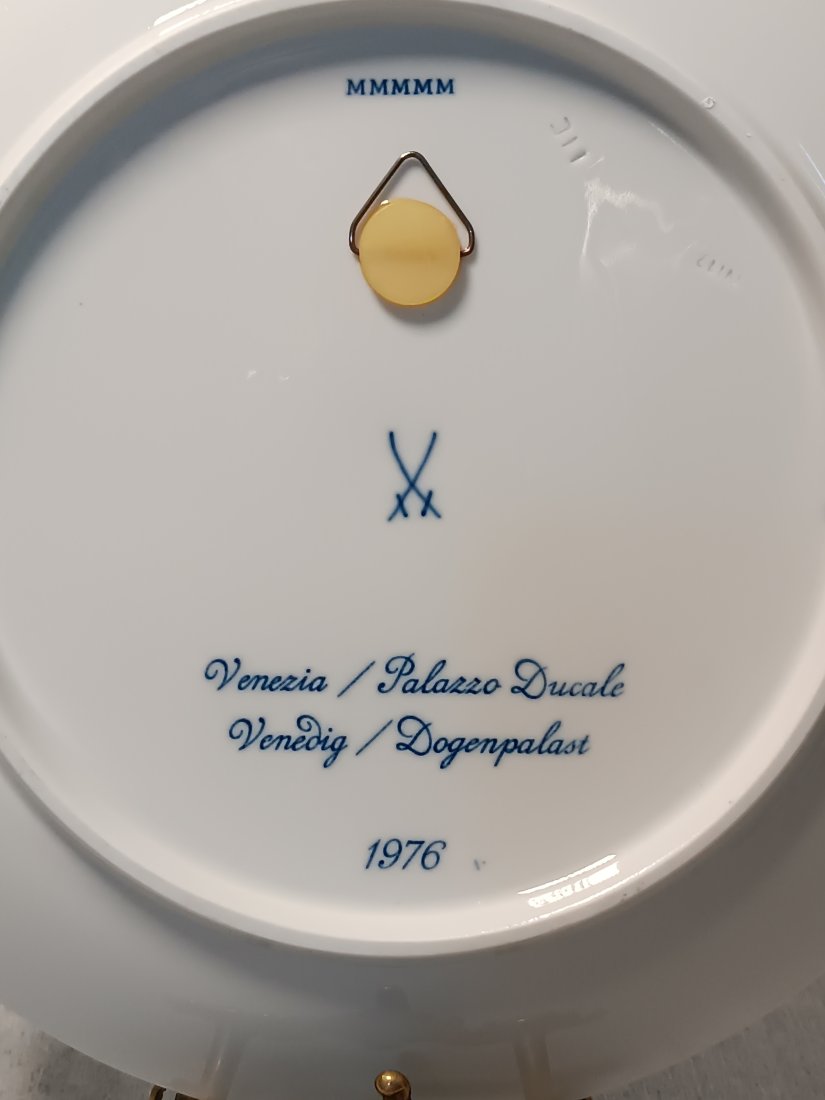 MMMMM
Venezia / Palazzo Ducale
Venedig / Dogenpalast
1976